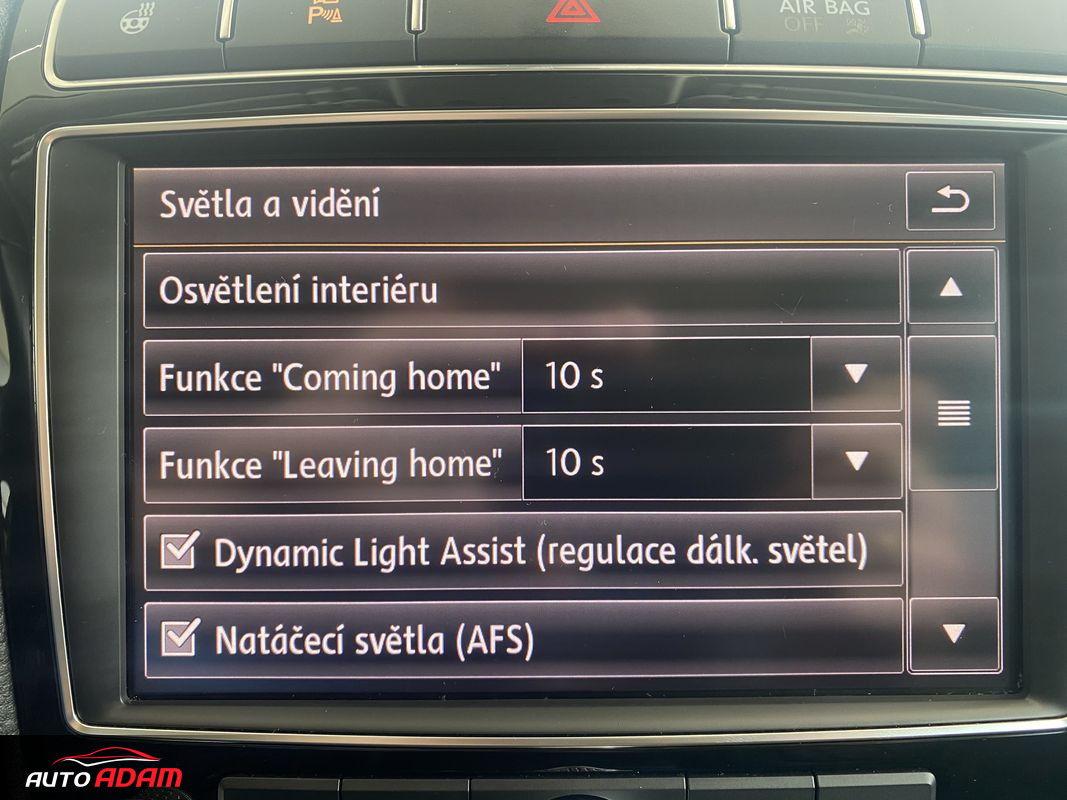 P
AIR BAG
OFF
Světla a vidění
Osvětlení interiéru
Funkce "Coming home" 10 s
Funkce "Leaving home" 10 s
Dynamic Light Assist (regulace dálk. světel)
Natáčecí světla (AFS)
AUTO ADAM